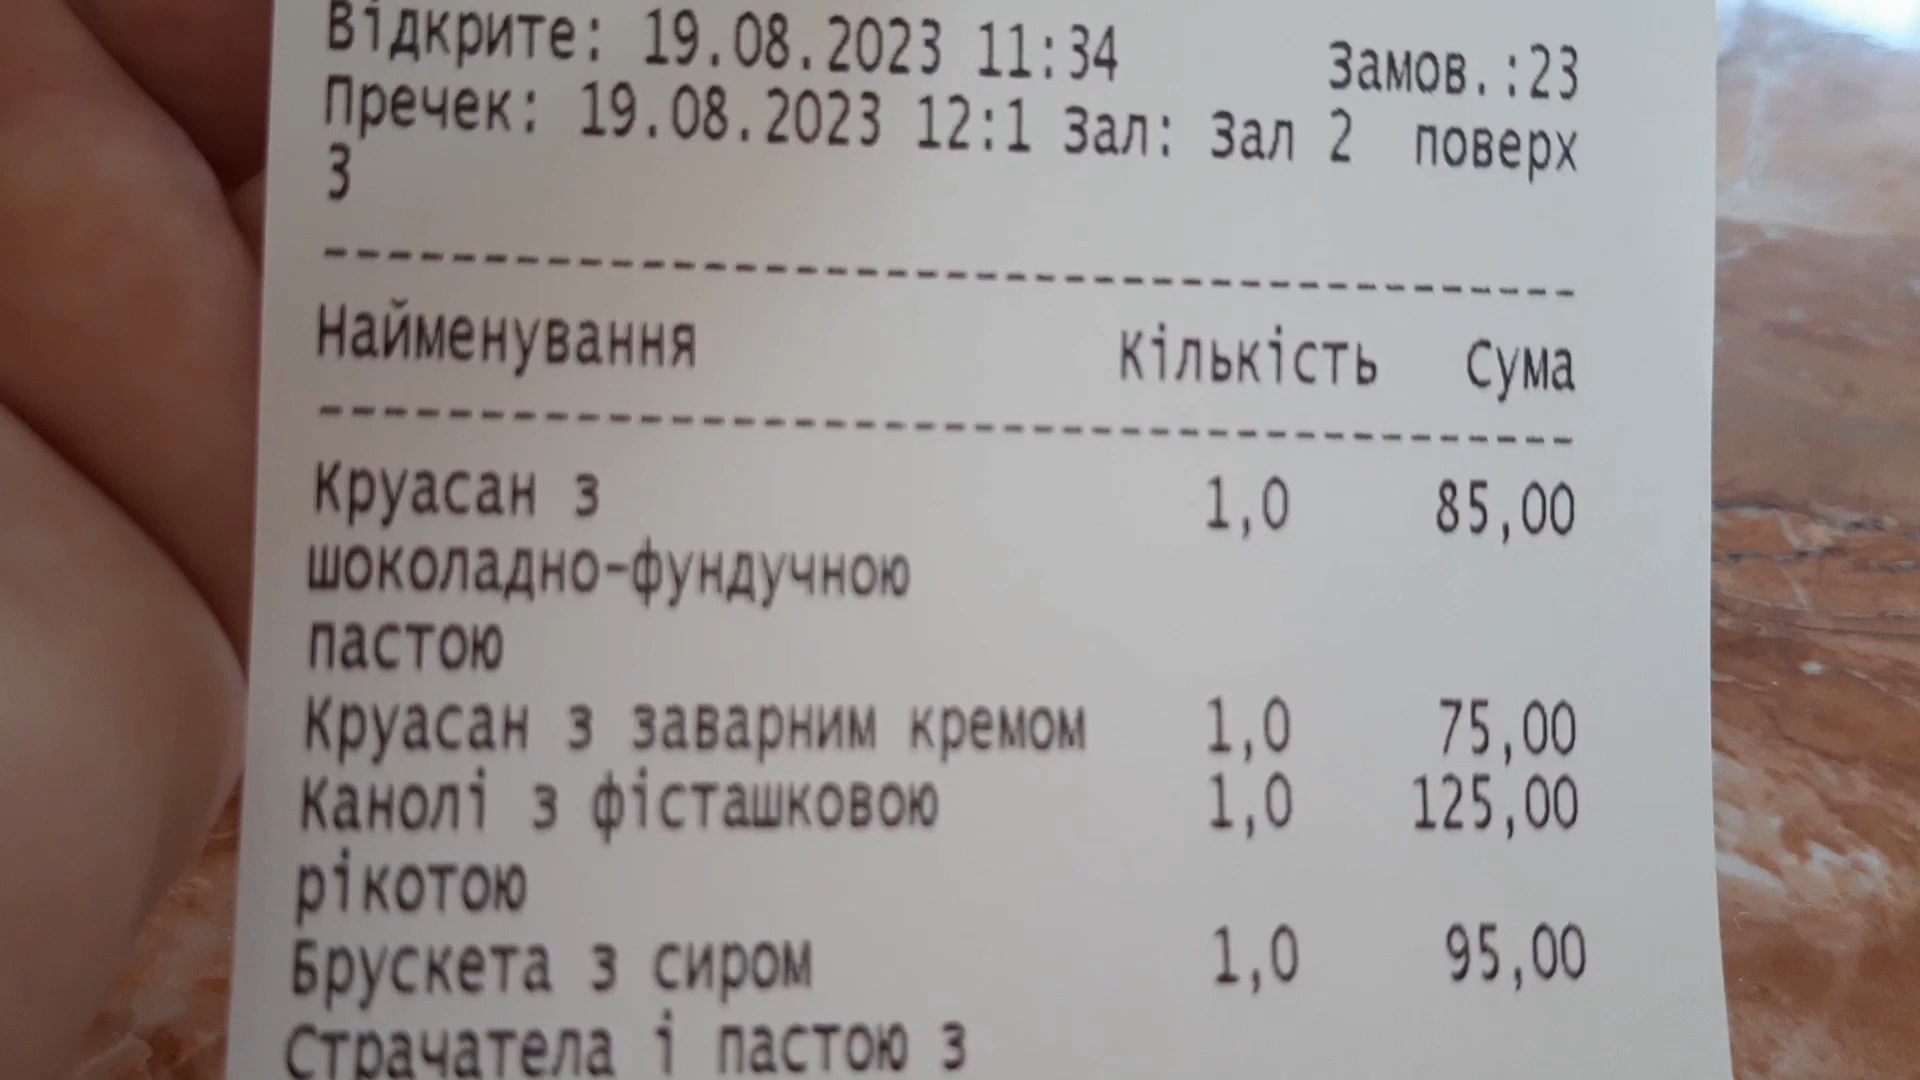 Відкрите: 19.08.2023 11:34 Замов.:23
Пречек: 19.08.2023 12:1 Зал: Зал 2 поверх
3
Найменування Кількість Сума
Круасан з 1,0 85,00
шоколадно-фундучною
пастою
Круасан з заварним кремом 1,0 75,00
Канолі з фісташковою 1,0 125,00
рікотою
Брускета з сиром 1,0 95,00
Страчатела і пастою з